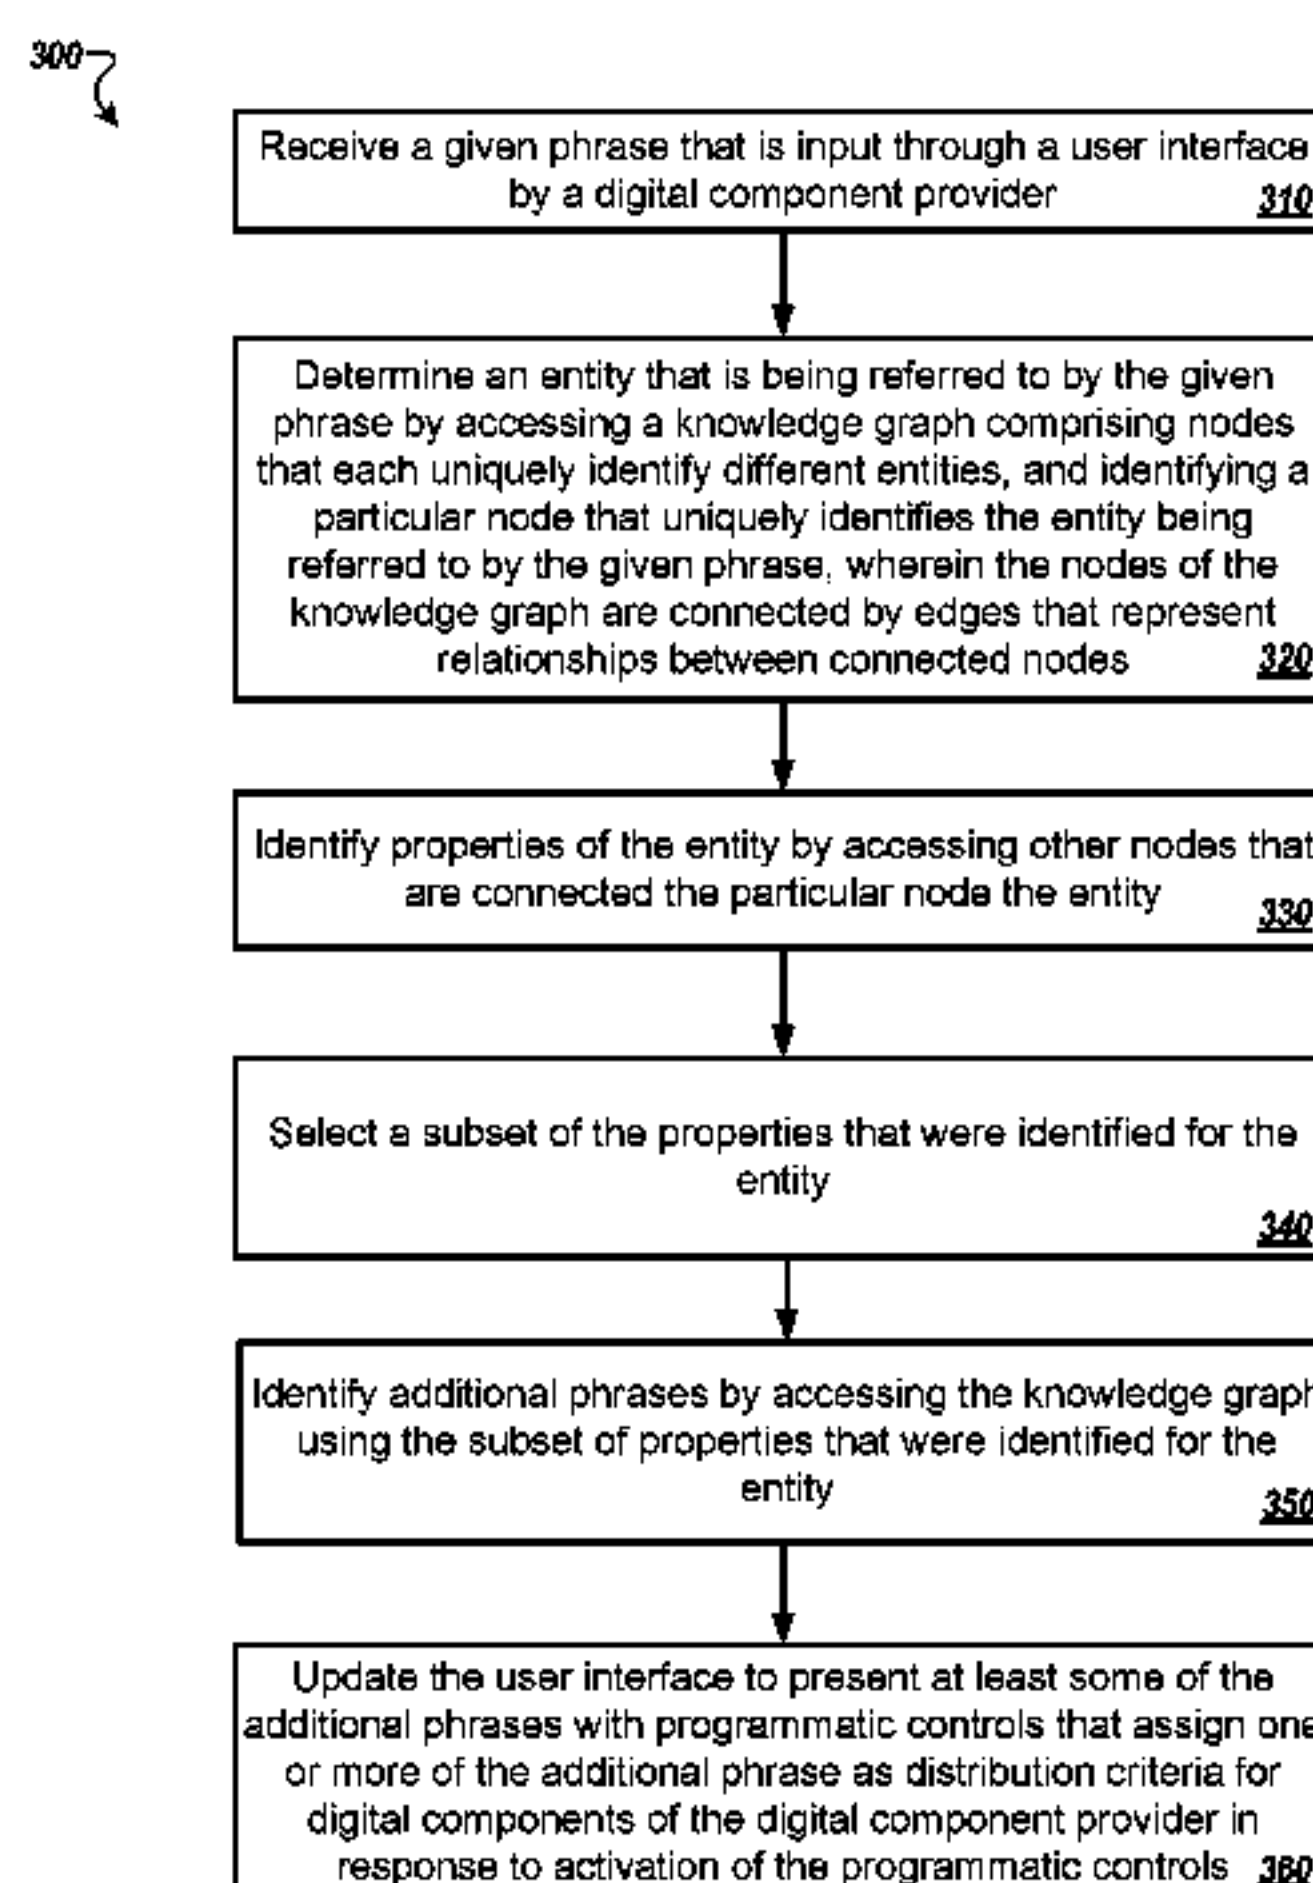 300
Receive a given phrase that is input through a user interface
by a digital component provider
310
Determine an entity that is being referred to by the given
phrase by accessing a knowledge graph comprising nodes
that each uniquely identify different entities, and identifying a
particular node that uniquely identifies the entity being
referred to by the given phrase, wherein the nodes of the
knowledge graph are connected by edges that represent
relationships between connected nodes
320
Identify properties of the entity by accessing other nodes that
are connected the particular node the entity
330
Select a subset of the properties that were identified for the
entity
340
Identify additional phrases by accessing the knowledge graph
using the subset of properties that were identified for the
entity
350
Update the user interface to present at least some of the
additional phrases with programmatic controls that assign one
or more of the additional phrase as distribution criteria for
digital components of the digital component provider in
response to activation of the programmatic controls
360